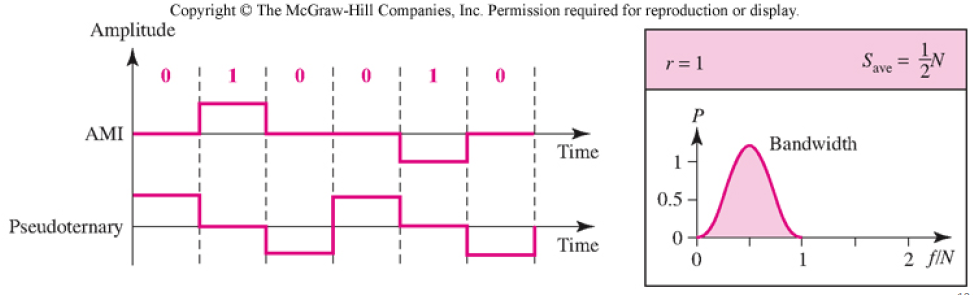 Copyright © The McGraw-Hill Companies, Inc. Permission required for reproduction or display.
Amplitude
0 1 0 0 1 0
AMI
Time
Pseudoternary
Time
r = 1
S_ave = 1/2 N
P
Bandwidth
1
0.5
0
0 1 2 f/N